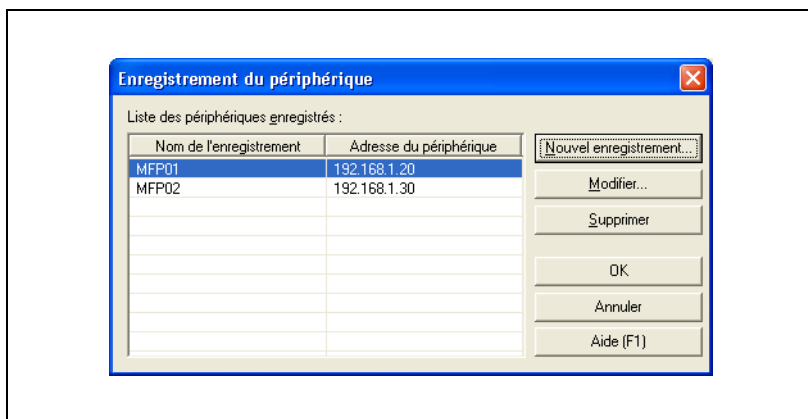 Enregistrement du périphérique
Liste des périphériques enregistrés :
Nom de l'enregistrement Adresse du périphérique
MFP01 192.168.1.20
MFP02 192.168.1.30
Nouvel enregistrement...
Modifier...
Supprimer
OK
Annuler
Aide (F1)